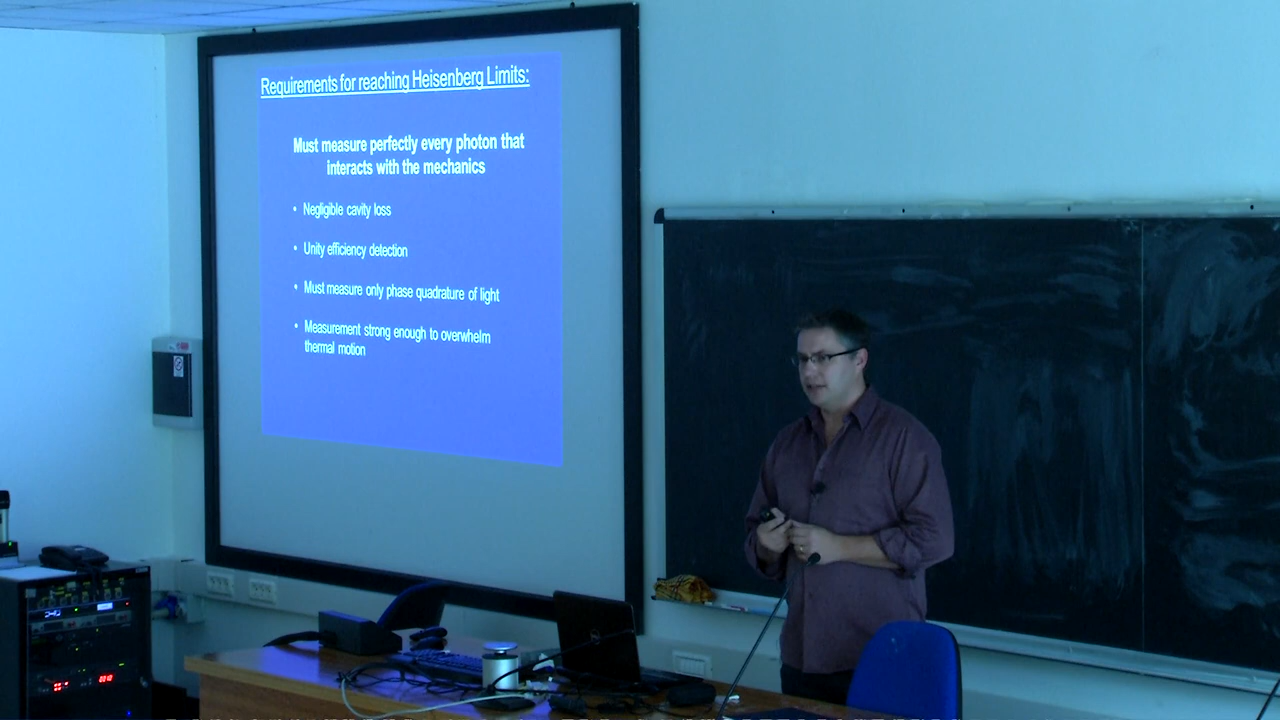 Requirements for reaching Heisenberg Limits:
Must measure perfectly every photon that
interacts with the mechanics
• Negligible cavity loss
• Unity efficiency detection
• Must measure only phase quadrature of light
• Measurement strong enough to overwhelm
thermal motion